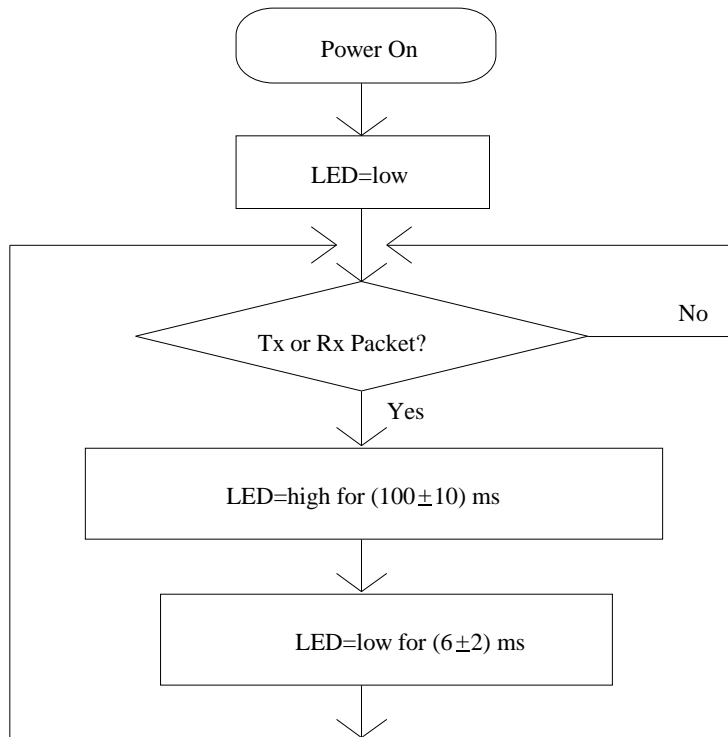 Power On
LED=low
Tx or Rx Packet?
No
Yes
LED=high for (100±10) ms
LED=low for (6±2) ms